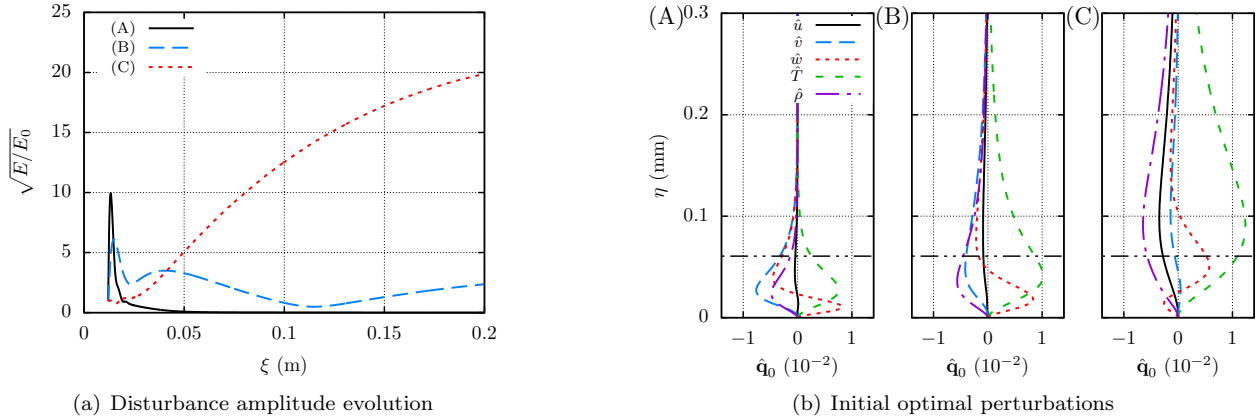 25
20
15
10
5
0
√E/E₀
(A)
(B)
(C)
0
0.05
0.1
0.15
0.2
ξ (m)
(a) Disturbance amplitude evolution
(A)
(B)
(C)
û
v̂
ŵ
T̂
ρ̂
0.3
0.2
0.1
0
η (mm)
−1 0 1
−1 0 1
−1 0 1
q̂₀ (10⁻²)
q̂₀ (10⁻²)
q̂₀ (10⁻²)
(b) Initial optimal perturbations